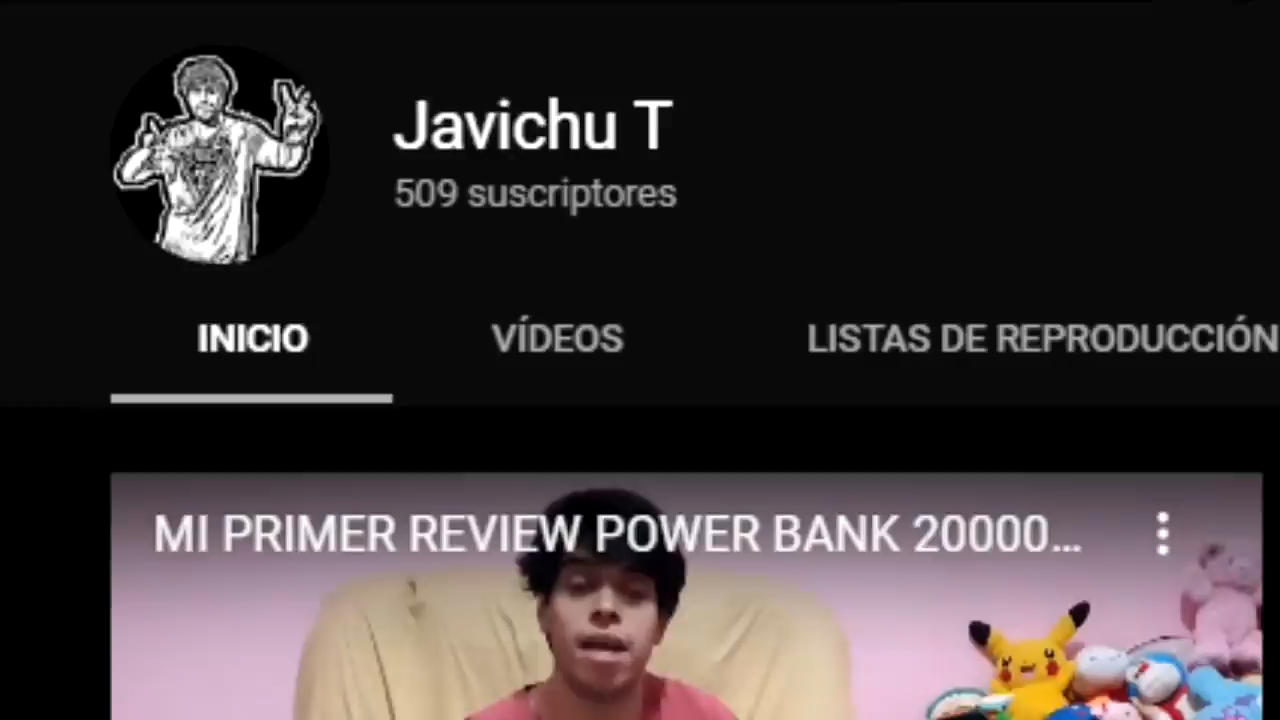 Javichu T
509 suscriptores
INICIO VÍDEOS LISTAS DE REPRODUCCIÓN
MI PRIMER REVIEW POWER BANK 20000...